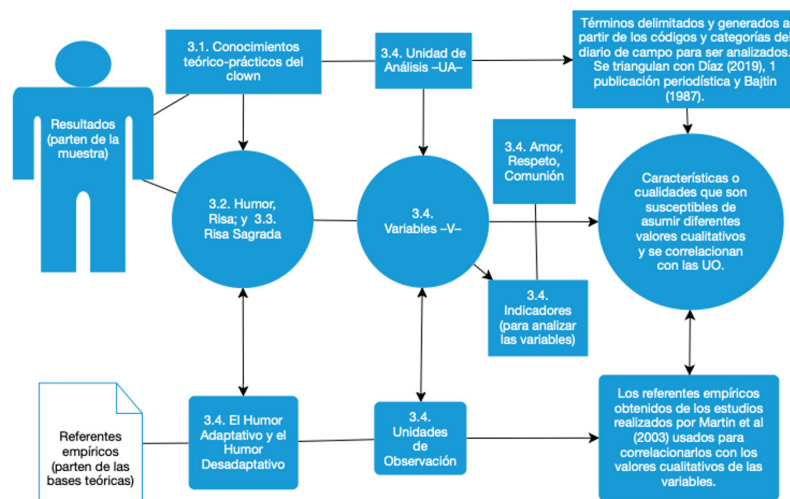 3.1. Conocimientos
teórico-prácticos del
clown
3.4. Unidad de
Análisis –UA–
Términos delimitados y generados a
partir de los códigos y categorías del
diario de campo para ser analizados.
Se triangulan con Díaz (2019), 1
publicación periodística y Bajtin
(1987).
Resultados
(parten de la
muestra)
3.2. Humor,
Risa; y 3.3.
Risa Sagrada
3.4.
Variables –V–
3.4. Amor,
Respeto,
Comunión
Características o
cualidades que son
susceptibles de
asumir diferentes
valores cualitativos
y se correlacionan
con las UO.
3.4.
Indicadores
(para analizar
las variables)
Referentes
empíricos
(parten de las
bases teóricas)
3.4. El Humor
Adaptativo y el
Humor
Desadaptativo
3.4.
Unidades
de
Observación
Los referentes empíricos
obtenidos de los estudios
realizados por Martin et al
(2003) usados para
correlacionarlos con los
valores cualitativos de las
variables.